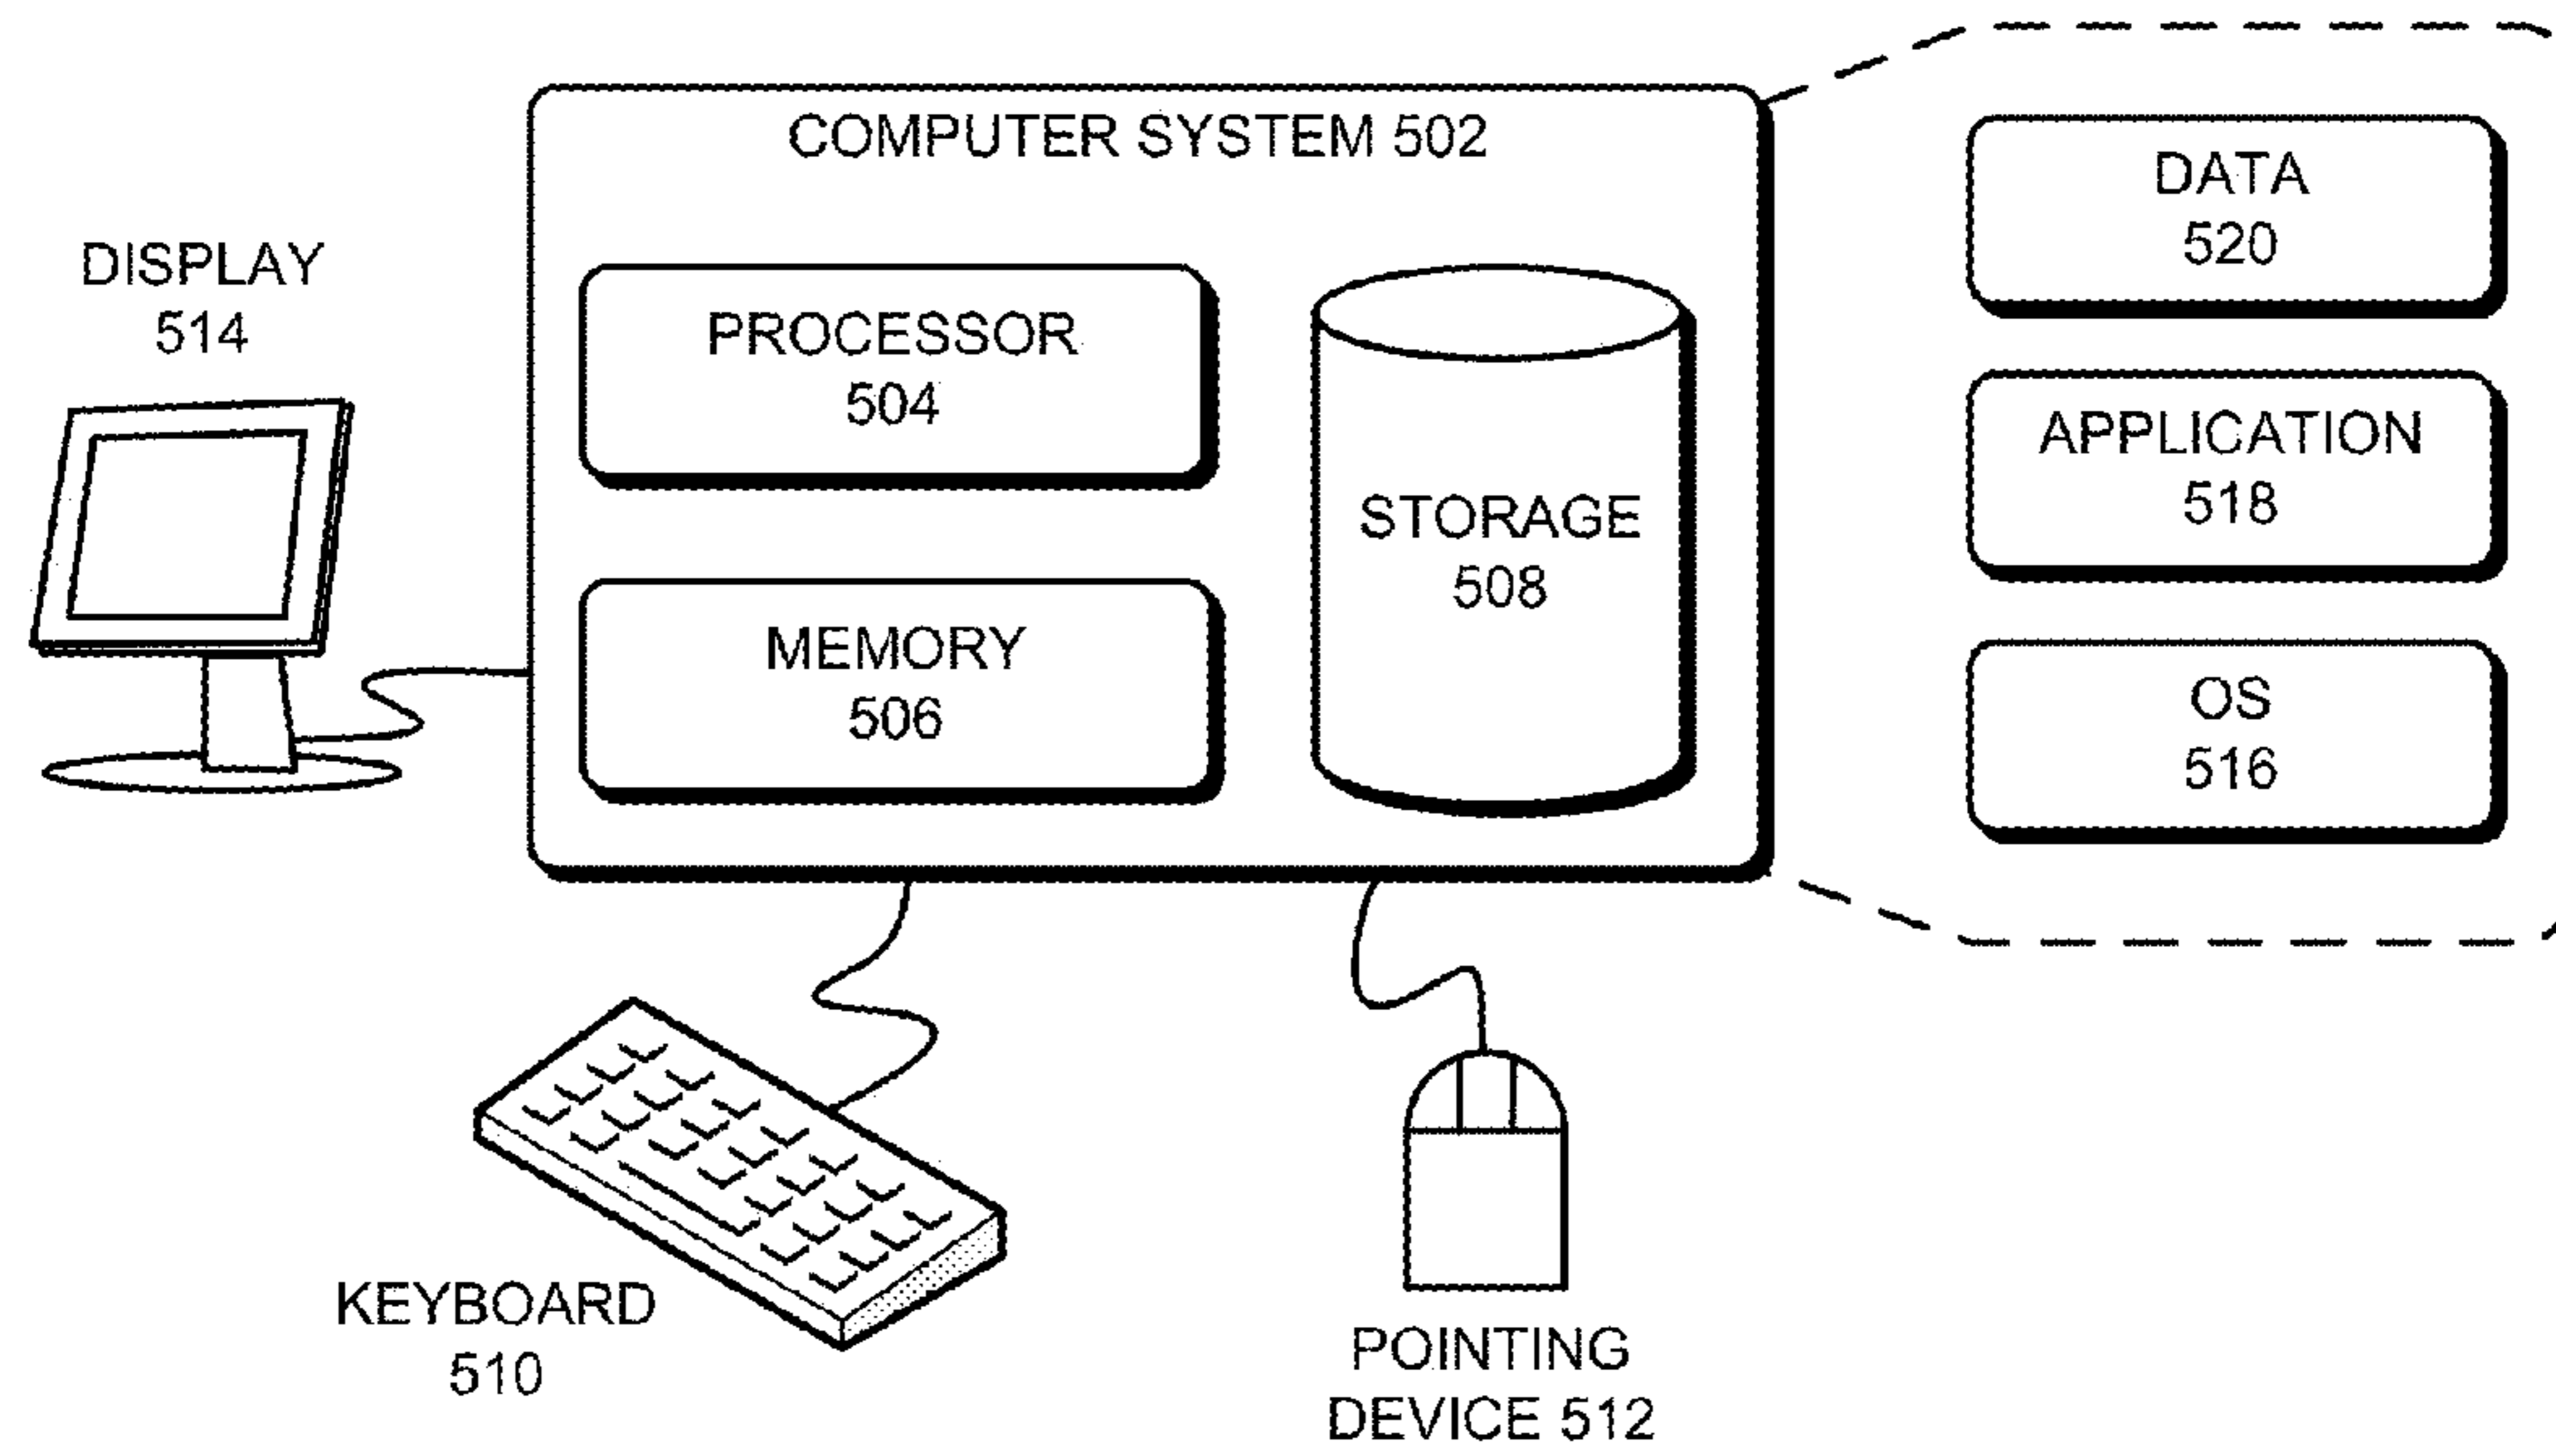 COMPUTER SYSTEM 502
DISPLAY
514
PROCESSOR
504
MEMORY
506
STORAGE
508
DATA
520
APPLICATION
518
OS
516
KEYBOARD
510
POINTING
DEVICE 512